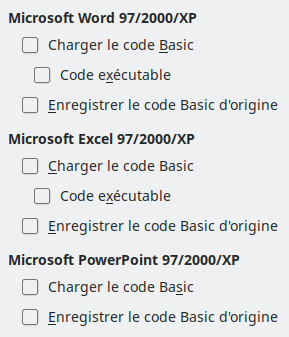 Microsoft Word 97/2000/XP
Charger le code Basic
Code exécutable
Enregistrer le code Basic d'origine
Microsoft Excel 97/2000/XP
Charger le code Basic
Code exécutable
Enregistrer le code Basic d'origine
Microsoft PowerPoint 97/2000/XP
Charger le code Basic
Enregistrer le code Basic d'origine